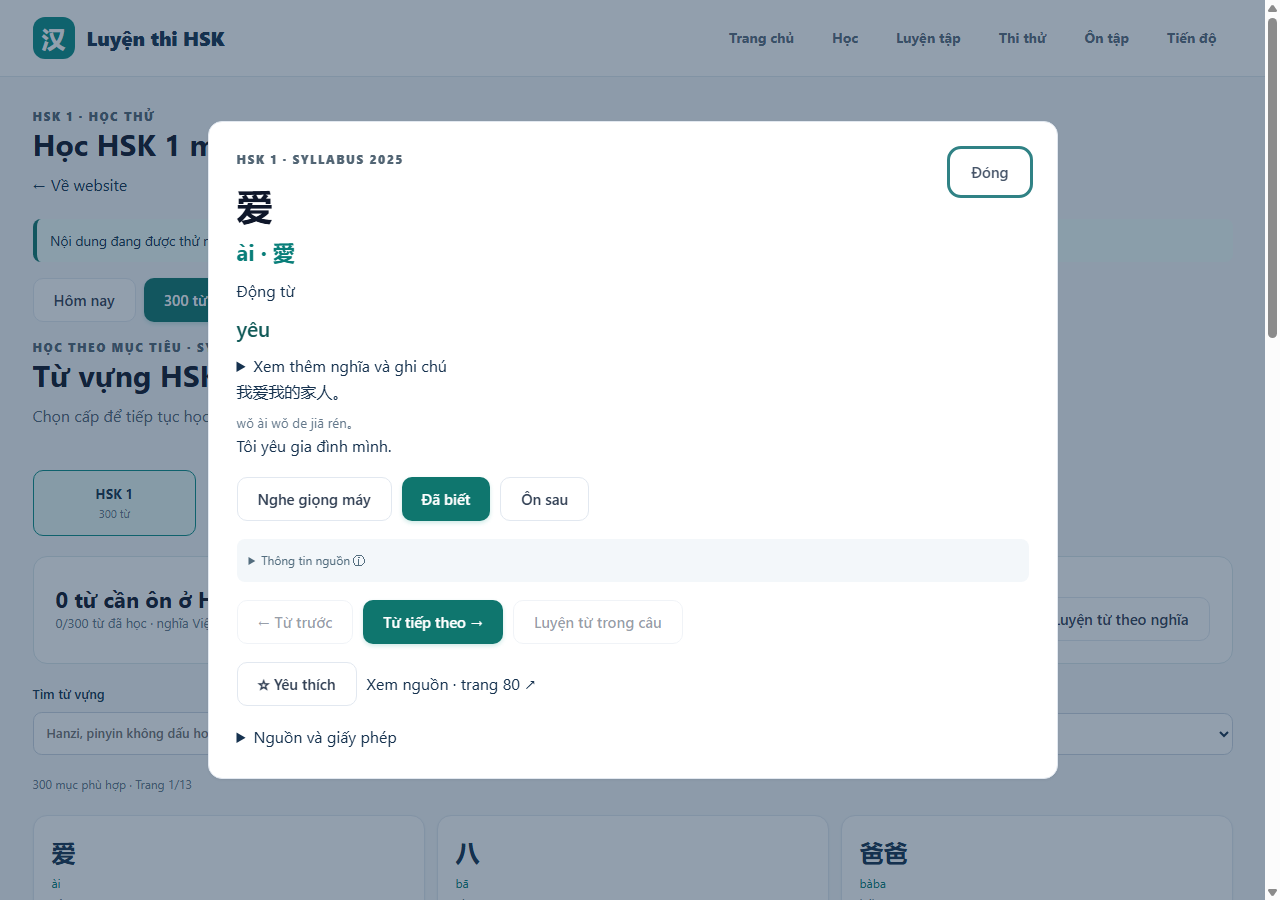 汉 Luyện thi HSK
Trang chủ Học Luyện tập Thi thử Ôn tập Tiến độ
HSK 1 · HỌC THỬ
Học HSK 1 m
← Về website
Nội dung đang được thử
Hôm nay
300 từ
HỌC THEO MỤC TIÊU ·
Từ vựng HSK
Chọn cấp để tiếp tục học
HSK 1
300 từ
0 từ cần ôn ở H
0/300 từ đã học · nghĩa Việ
Luyện từ theo nghĩa
Tìm từ vựng
Hanzi, pinyin không dấu ho
300 mục phù hợp · Trang 1/13
爱
ài
八
bā
爸爸
bàba
HSK 1 · SYLLABUS 2025
Đóng
爱
ài · 愛
Động từ
yêu
▶ Xem thêm nghĩa và ghi chú
我爱我的家人。
wǒ ài wǒ de jiā rén。
Tôi yêu gia đình mình.
Nghe giọng máy Đã biết Ôn sau
▶ Thông tin nguồn ⓘ
← Từ trước Từ tiếp theo → Luyện từ trong câu
☆ Yêu thích Xem nguồn · trang 80 ↗
▶ Nguồn và giấy phép